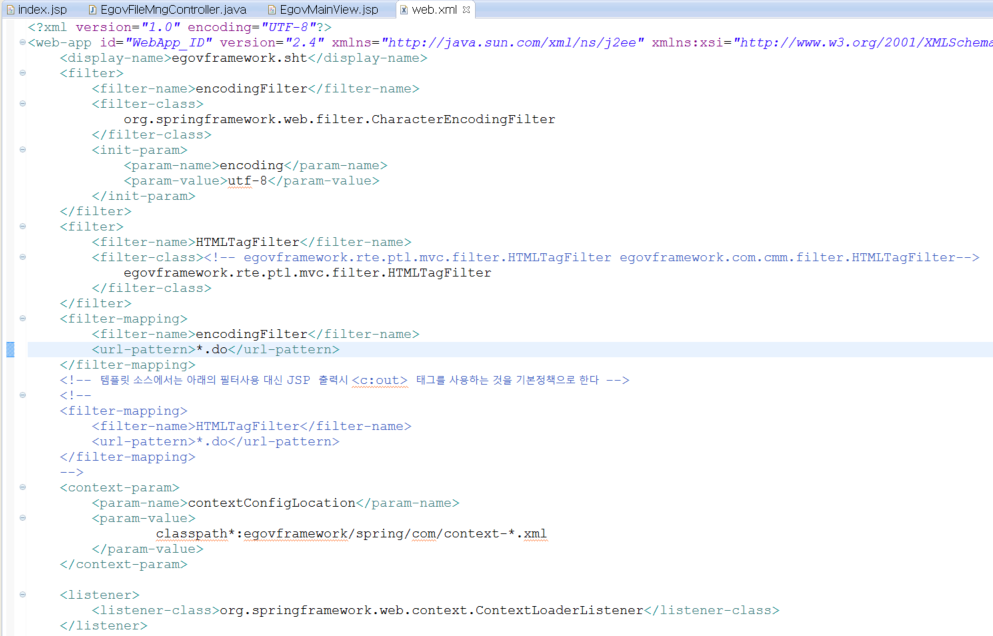 index.jsp EgovFileMngController.java EgovMainView.jsp web.xml
<?xml version="1.0" encoding="UTF-8"?>
<web-app id="WebApp_ID" version="2.4" xmlns="http://java.sun.com/xml/ns/j2ee" xmlns:xsi="http://www.w3.org/2001/XMLSchema
<display-name>egovframework.sht</display-name>
<filter>
<filter-name>encodingFilter</filter-name>
<filter-class>
org.springframework.web.filter.CharacterEncodingFilter
</filter-class>
<init-param>
<param-name>encoding</param-name>
<param-value>utf-8</param-value>
</init-param>
</filter>
<filter>
<filter-name>HTMLTagFilter</filter-name>
<filter-class><!-- egovframework.rte.ptl.mvc.filter.HTMLTagFilter egovframework.com.cmm.filter.HTMLTagFilter-->
egovframework.rte.ptl.mvc.filter.HTMLTagFilter
</filter-class>
</filter>
<filter-mapping>
<filter-name>encodingFilter</filter-name>
<url-pattern>*.do</url-pattern>
</filter-mapping>
<!-- 템플릿 소스에서는 아래의 필터사용 대신 JSP 출력시 <c:out> 태그를 사용하는 것을 기본정책으로 한다 -->
<!--
<filter-mapping>
<filter-name>HTMLTagFilter</filter-name>
<url-pattern>*.do</url-pattern>
</filter-mapping>
-->
<context-param>
<param-name>contextConfigLocation</param-name>
<param-value>
classpath*:egovframework/spring/com/context-*.xml
</param-value>
</context-param>
<listener>
<listener-class>org.springframework.web.context.ContextLoaderListener</listener-class>
</listener>